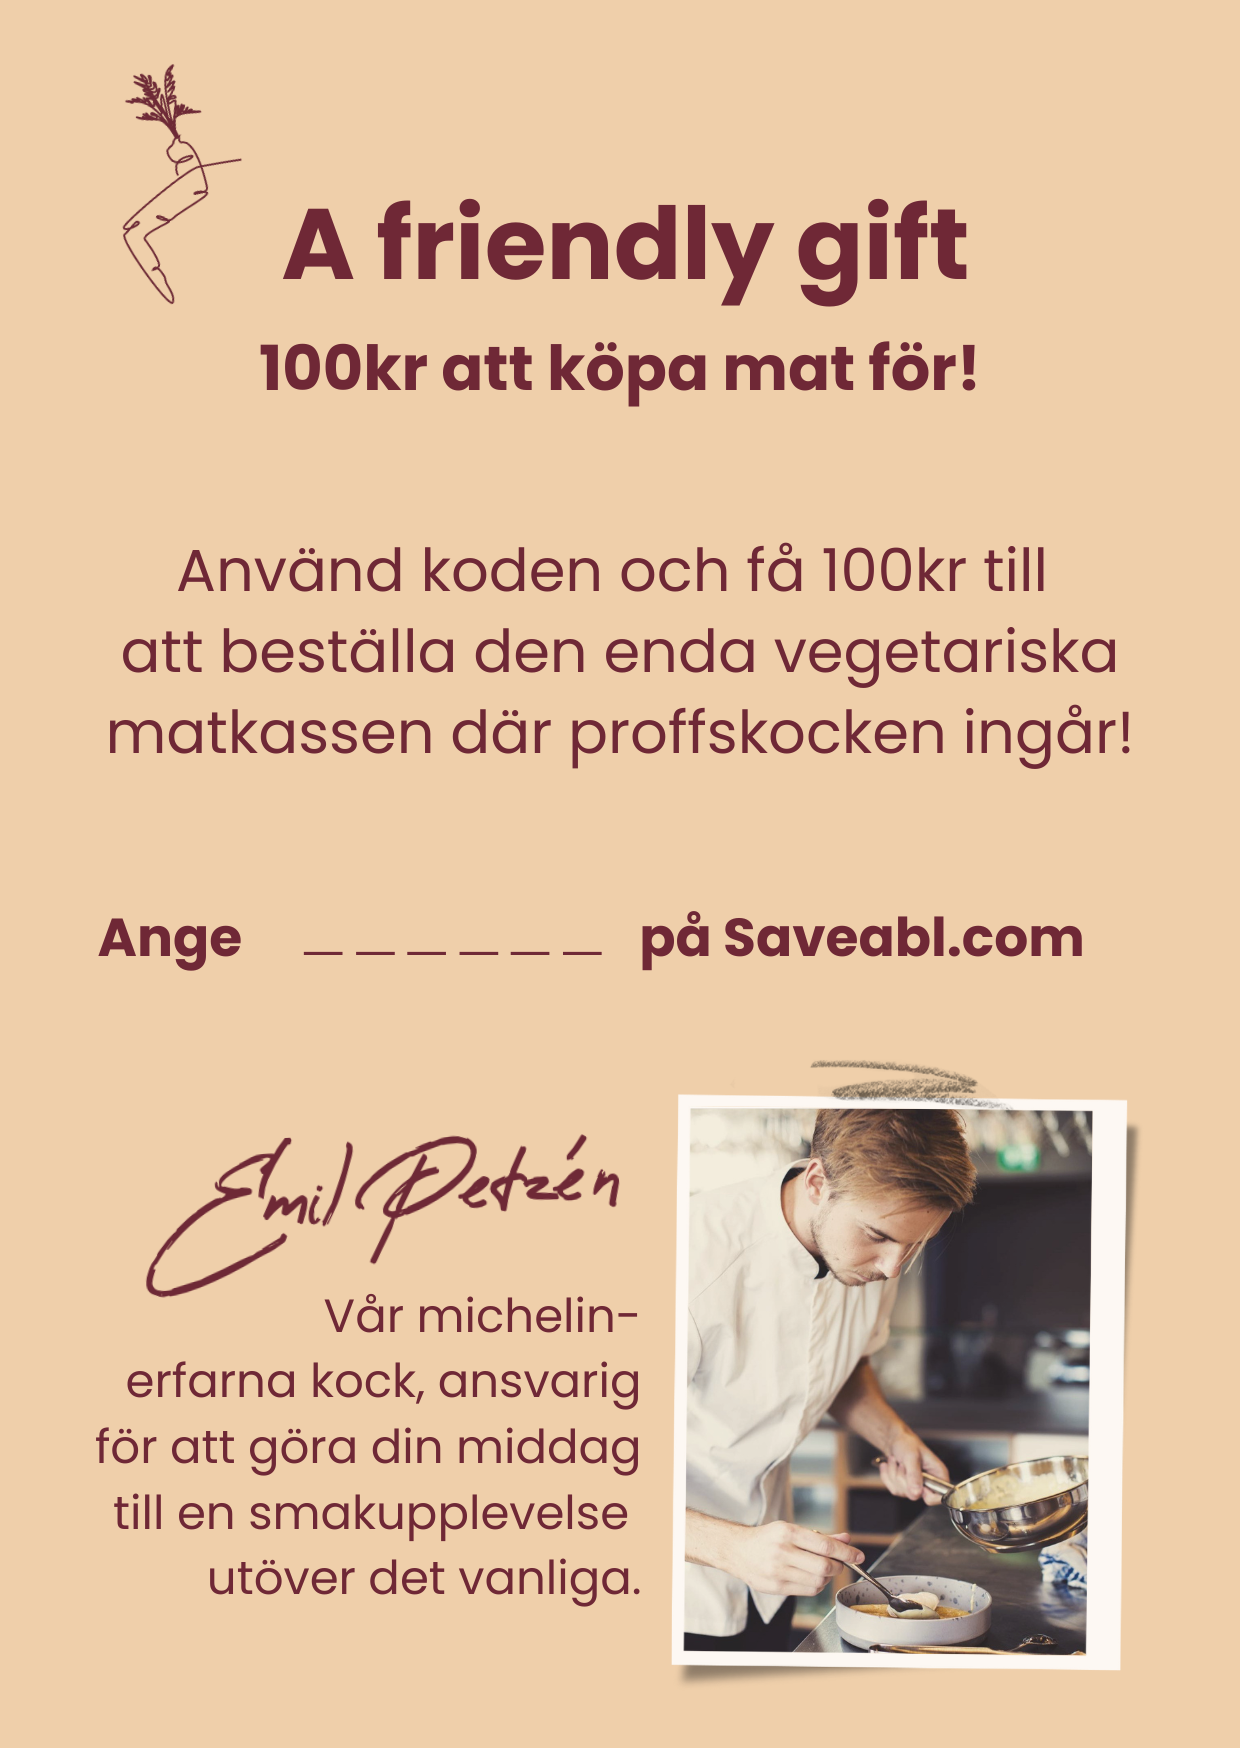 A friendly gift
100kr att köpa mat för!
Använd koden och få 100kr till
att beställa den enda vegetariska
matkassen där proffskocken ingår!
Ange _ _ _ _ _ _ på Saveabl.com
Emil Petzén
Vår michelin-
erfarna kock, ansvarig
för att göra din middag
till en smakupplevelse
utöver det vanliga.